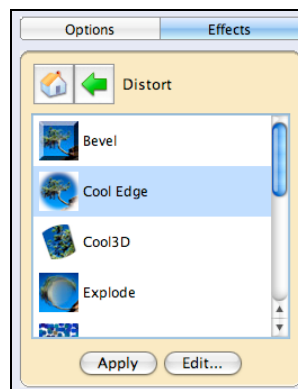 Options Effects
Distort
Bevel
Cool Edge
Cool3D
Explode
Apply Edit...